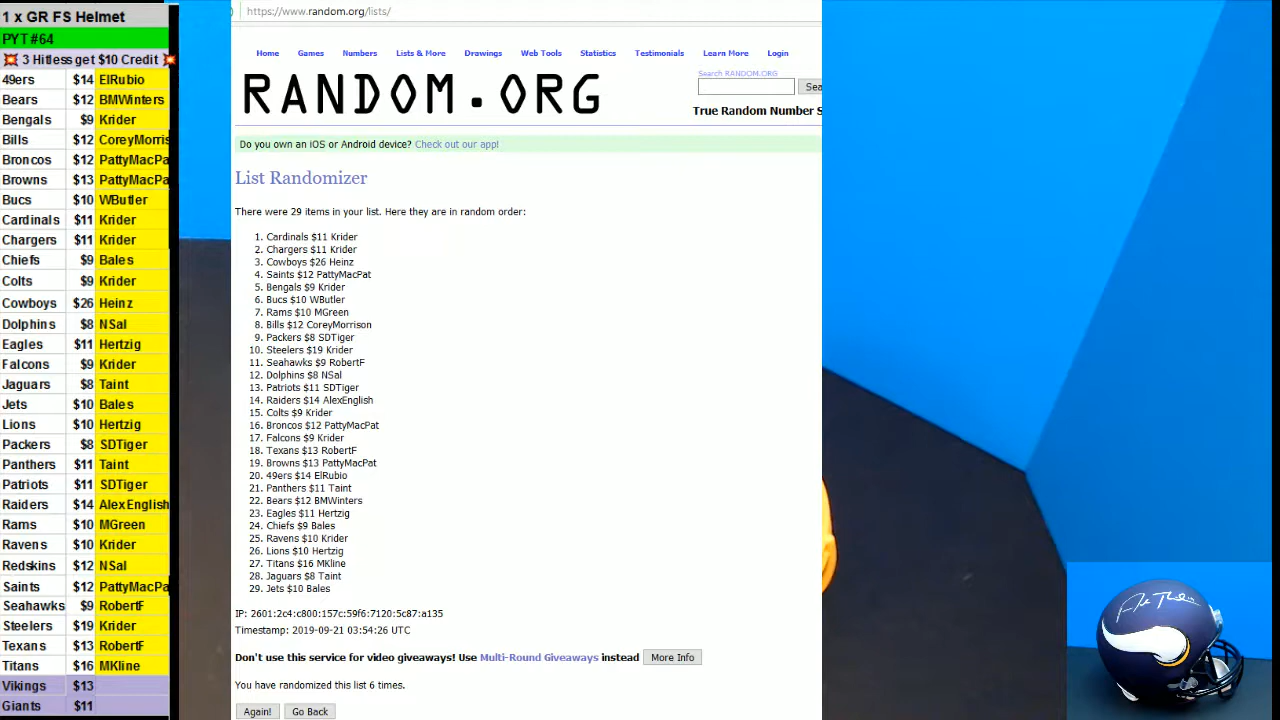 1 x GR FS Helmet
PYT #64
💥 3 Hitless get $10 Credit 💥
49ers $14 ElRubio
Bears $12 BMWinters
Bengals $9 Krider
Bills $12 CoreyMorris
Broncos $12 PattyMacPa
Browns $13 PattyMacPa
Bucs $10 WButler
Cardinals $11 Krider
Chargers $11 Krider
Chiefs $9 Bales
Colts $9 Krider
Cowboys $26 Heinz
Dolphins $8 NSal
Eagles $11 Hertzig
Falcons $9 Krider
Jaguars $8 Taint
Jets $10 Bales
Lions $10 Hertzig
Packers $8 SDTiger
Panthers $11 Taint
Patriots $11 SDTiger
Raiders $14 AlexEnglish
Rams $10 MGreen
Ravens $10 Krider
Redskins $12 NSal
Saints $12 PattyMacPa
Seahawks $9 RobertF
Steelers $19 Krider
Texans $13 RobertF
Titans $16 MKline
Vikings $13
Giants $11
https://www.random.org/lists/
Home Games Numbers Lists & More Drawings Web Tools Statistics Testimonials Learn More Login
RANDOM.ORG
Search RANDOM.ORG
Sea
True Random Number S
Do you own an iOS or Android device? Check out our app!
List Randomizer
There were 29 items in your list. Here they are in random order:
1. Cardinals $11 Krider
2. Chargers $11 Krider
3. Cowboys $26 Heinz
4. Saints $12 PattyMacPat
5. Bengals $9 Krider
6. Bucs $10 WButler
7. Rams $10 MGreen
8. Bills $12 CoreyMorrison
9. Packers $8 SDTiger
10. Steelers $19 Krider
11. Seahawks $9 RobertF
12. Dolphins $8 NSal
13. Patriots $11 SDTiger
14. Raiders $14 AlexEnglish
15. Colts $9 Krider
16. Broncos $12 PattyMacPat
17. Falcons $9 Krider
18. Texans $13 RobertF
19. Browns $13 PattyMacPat
20. 49ers $14 ElRubio
21. Panthers $11 Taint
22. Bears $12 BMWinters
23. Eagles $11 Hertzig
24. Chiefs $9 Bales
25. Ravens $10 Krider
26. Lions $10 Hertzig
27. Titans $16 MKline
28. Jaguars $8 Taint
29. Jets $10 Bales
IP: 2601:2c4:c800:157c:59f6:7120:5c87:a135
Timestamp: 2019-09-21 03:54:26 UTC
Don't use this service for video giveaways! Use Multi-Round Giveaways instead More Info
You have randomized this list 6 times.
Again! Go Back